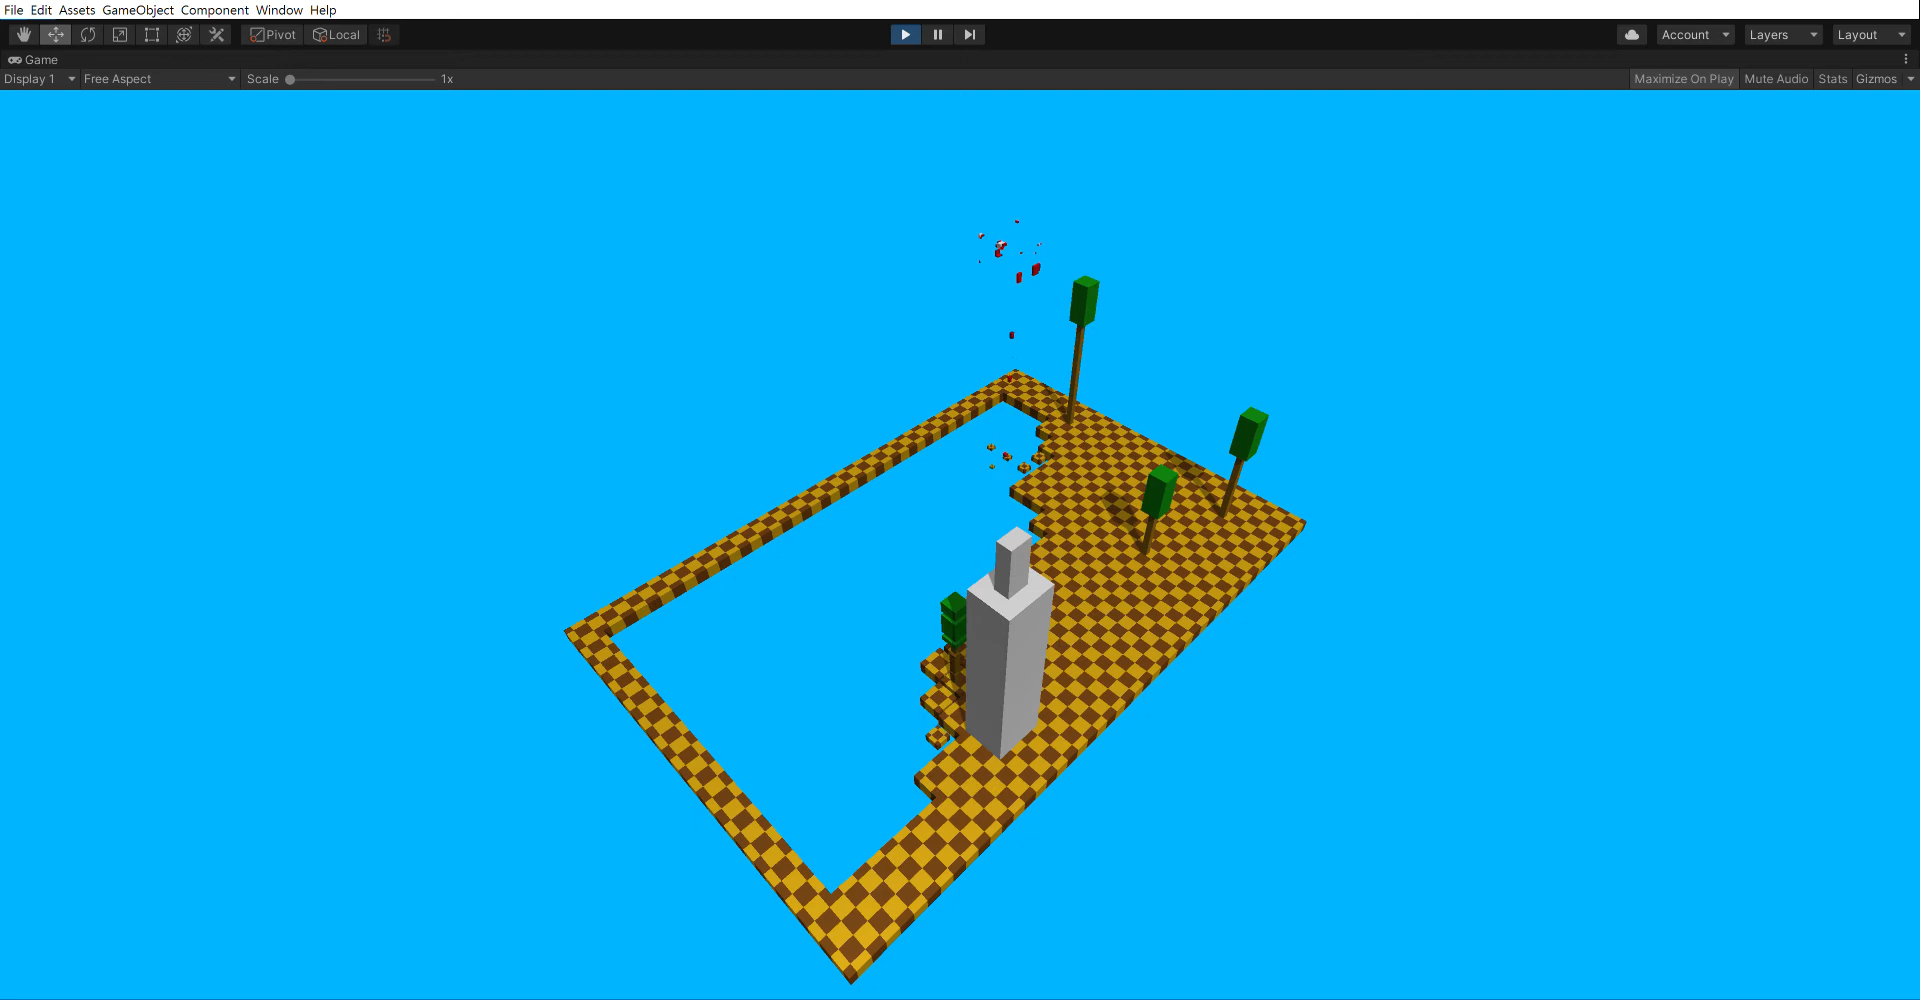 File Edit Assets GameObject Component Window Help
Pivot Local Account Layers Layout
Game
Display 1 Free Aspect Scale 1x Maximize On Play Mute Audio Stats Gizmos